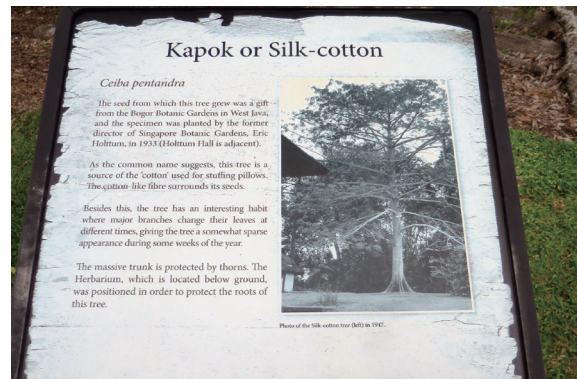 Kapok or Silk-cotton
Ceiba pentandra
The seed from which this tree grew was a gift
from the Bogor Botanic Gardens in West Java,
and the specimen was planted by the former
director of Singapore Botanic Gardens, Eric
Holttum, in 1933 (Holttum Hall is adjacent).
As the common name suggests, this tree is a
source of the ‘cotton’ used for stuffing pillows.
The cotton-like fibre surrounds its seeds.
Besides this, the tree has an interesting habit
where major branches change their leaves at
different times, giving the tree a somewhat sparse
appearance during some weeks of the year.
The massive trunk is protected by thorns. The
Herbarium, which is located below ground,
was positioned in order to protect the roots of
this tree.
Photo of the Silk-cotton tree (left) in 1947.